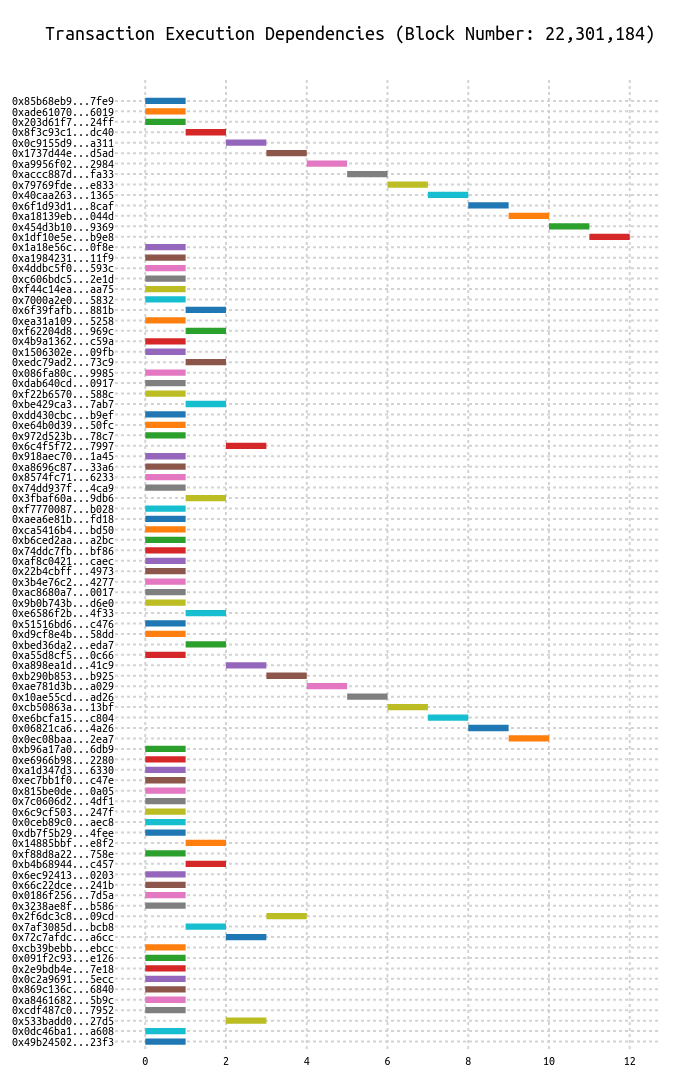 Transaction Execution Dependencies (Block Number: 22,301,184)
0x85b68eb9...7fe9
0xade61070...6019
0x203d61f7...24ff
0x8f3c93c1...dc40
0x0c9155d9...a311
0x1737d44e...d5ad
0xa9956f02...2984
0xaccc887d...fa33
0x79769fde...e833
0x40caa263...1365
0x6f1d93d1...8caf
0xa18139eb...044d
0x454d3b10...9369
0x1df10e5e...b9e8
0x1a18e56c...0f8e
0xa1984231...11f9
0x4ddbc5f0...593c
0xc606bdc5...2e1d
0xf44c14ea...aa75
0x7000a2e0...5832
0x6f39fafb...881b
0xea31a109...5258
0xf62204d8...969c
0x4b9a1362...c59a
0x1506302e...09fb
0xedc79ad2...73c9
0x086fa80c...9985
0xdab640cd...0917
0xf22b6570...588c
0xbe429ca3...7ab7
0xdd430cbc...b9ef
0xe64b0d39...50fc
0x972d523b...78c7
0x6c4f5f72...7997
0x918aec70...1a45
0xa8696c87...33a6
0x8574fc71...6233
0x74dd937f...4ca9
0x3fbaf60a...9db6
0xf7770087...b028
0xaea6e81b...fd18
0xca5416b4...bd50
0xb6ced2aa...a2bc
0x74ddc7fb...bf86
0xaf8c0421...caec
0x22b4cbff...4973
0x3b4e76c2...4277
0xac8680a7...0017
0x9b0b743b...d6e0
0xe6586f2b...4f33
0x51516bd6...c476
0xd9cf8e4b...58dd
0xbed36da2...eda7
0xa55d8cf5...0c66
0xa898ea1d...41c9
0xb290b853...b925
0xae781d3b...a029
0x10ae55cd...ad26
0xcb50863a...13bf
0xe6bcfa15...c804
0x06821ca6...4a26
0x0ec08baa...2ea7
0xb96a17a0...6db9
0xe6966b98...2280
0xa1d347d3...6330
0xec7bb1f0...c47e
0x815be0de...0a05
0x7c0606d2...4df1
0x6c9cf503...247f
0x0ceb89c0...aec8
0xdb7f5b29...4fee
0x14885bbf...e8f2
0xf88d8a22...758e
0xb4b68944...c457
0x6ec92413...0203
0x66c22dce...241b
0x0186f256...7d5a
0x3238ae8f...b586
0x2f6dc3c8...09cd
0x7af3085d...bcb8
0x72c7afdc...a6cc
0xcb39bebb...ebcc
0x091f2c93...e126
0x2e9bdb4e...7e18
0x0c2a9691...5ecc
0x869c136c...6840
0xa8461682...5b9c
0xcdf487c0...7952
0x533badd0...27d5
0x0dc46ba1...a608
0x49b24502...23f3
0 2 4 6 8 10 12